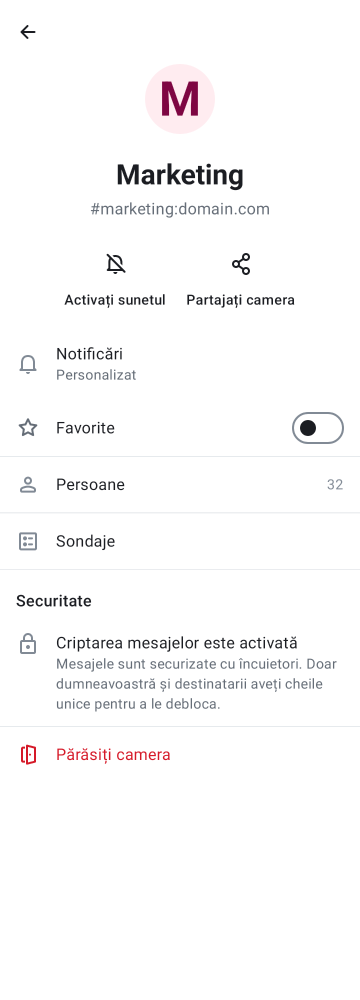 M
Marketing
#marketing:domain.com
Activați sunetul
Partajați camera
Notificări
Personalizat
Favorite
Persoane
32
Sondaje
Securitate
Criptarea mesajelor este activată
Mesajele sunt securizate cu încuietori. Doar
dumneavoastră și destinatarii aveți cheile
unice pentru a le debloca.
Părăsiți camera